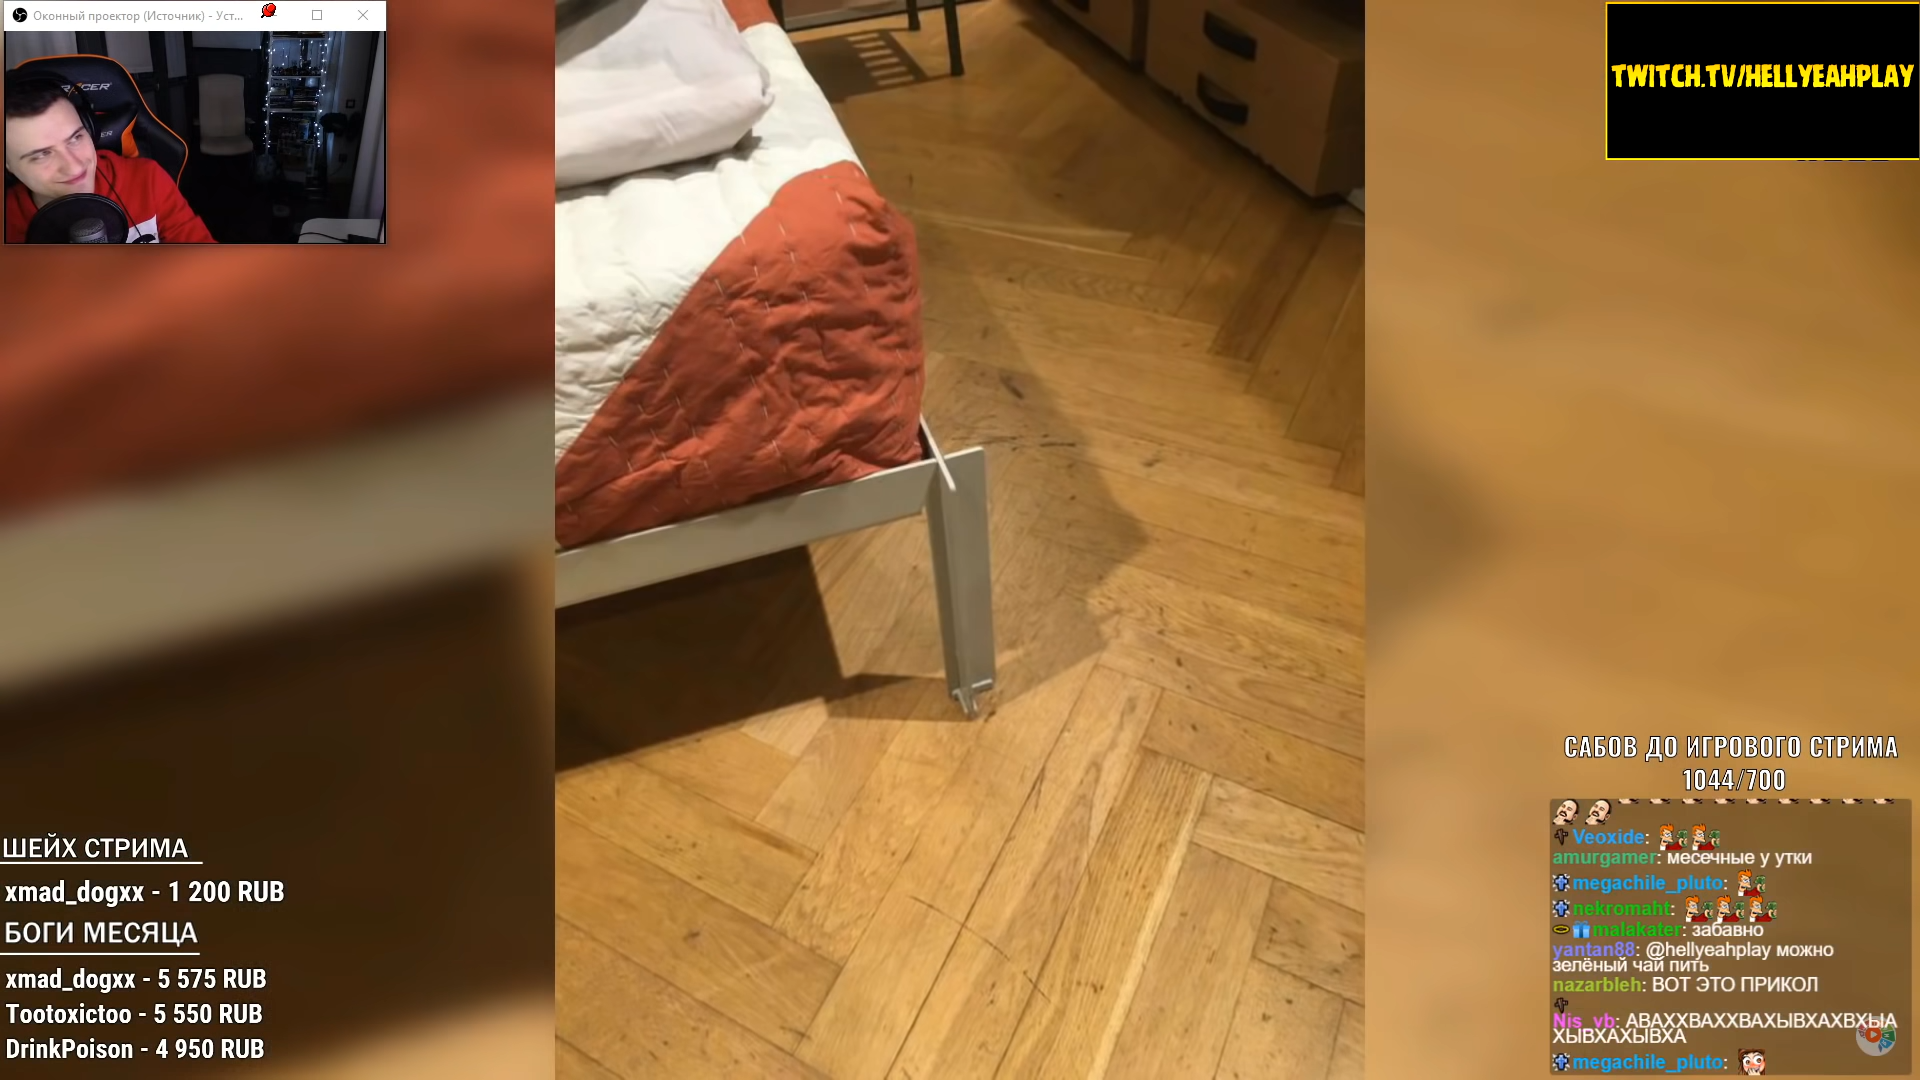 Оконный проектор (Источник) - Уст...
TWITCH.TV/HELLYEAHPLAY
ШЕЙХ СТРИМА
xmad_dogxx - 1 200 RUB
БОГИ МЕСЯЦА
xmad_dogxx - 5 575 RUB
Tootoxictoo - 5 550 RUB
DrinkPoison - 4 950 RUB
САБОВ ДО ИГРОВОГО СТРИМА
1044/700
Veoxide:
amurgamer: месечные у утки
megachile_pluto:
nekromaht:
malakater: забавно
yantan88: @hellyeahplay можно
зелёный чай пить
nazarbleh: ВОТ ЭТО ПРИКОЛ
Nis_vb: АВАХХВАХХВАХЫВХАХВХЫА
ХЫВХАХЫВХА
megachile_pluto: